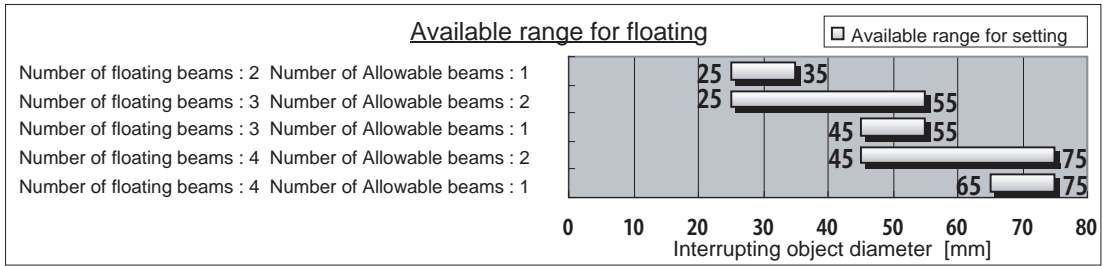 Available range for floating
Available range for setting
Number of floating beams : 2 Number of Allowable beams : 1
25 35
Number of floating beams : 3 Number of Allowable beams : 2
25 55
Number of floating beams : 3 Number of Allowable beams : 1
45 55
Number of floating beams : 4 Number of Allowable beams : 2
45 75
Number of floating beams : 4 Number of Allowable beams : 1
65 75
0 10 20 30 40 50 60 70 80
Interrupting object diameter [mm]